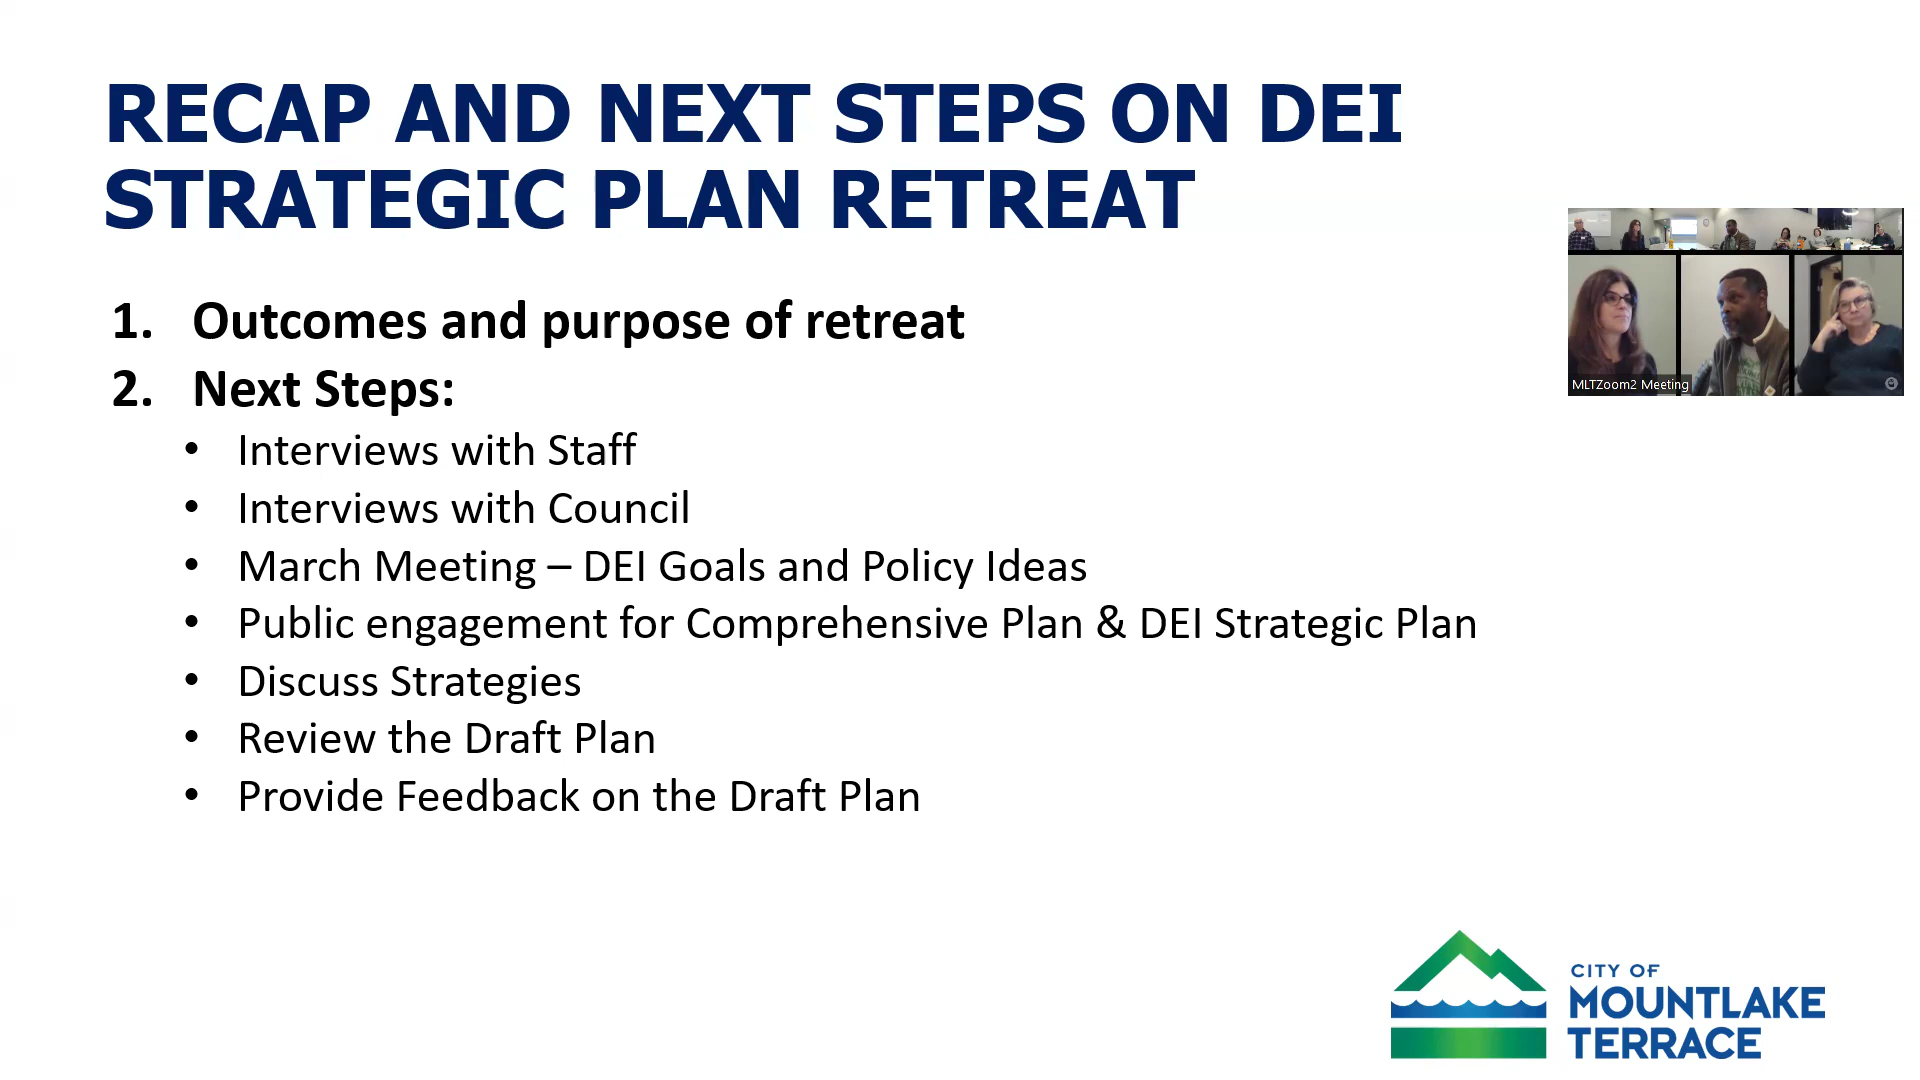 RECAP AND NEXT STEPS ON DEI
STRATEGIC PLAN RETREAT
1. Outcomes and purpose of retreat
2. Next Steps:
• Interviews with Staff
• Interviews with Council
• March Meeting – DEI Goals and Policy Ideas
• Public engagement for Comprehensive Plan & DEI Strategic Plan
• Discuss Strategies
• Review the Draft Plan
• Provide Feedback on the Draft Plan
MLTZoom2 Meeting
CITY OF
MOUNTLAKE
TERRACE